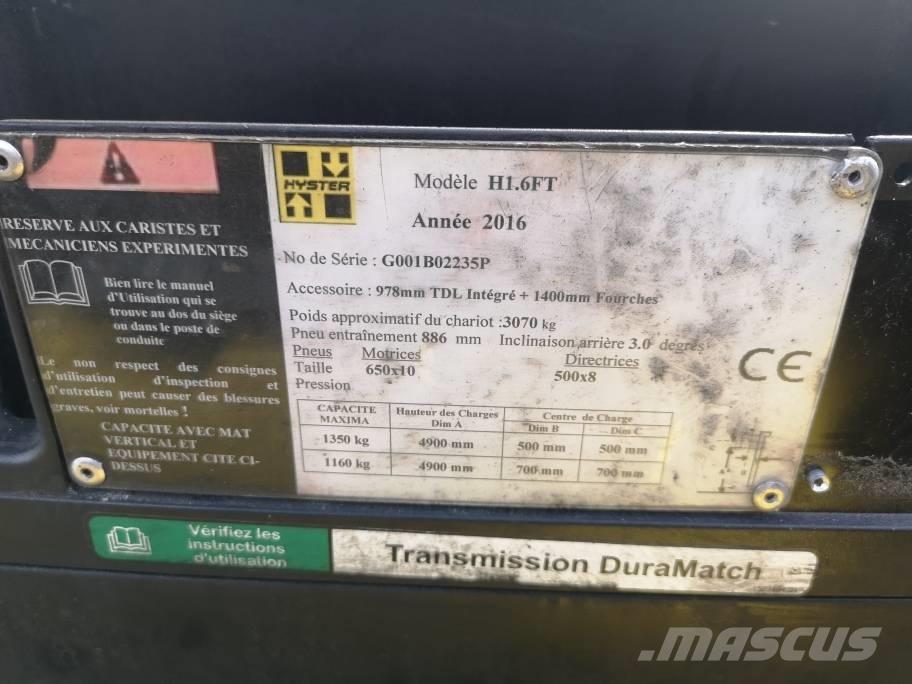 RESERVE AUX CARISTES ET
MECANICIENS EXPERIMENTES
Bien lire le manuel
d'Utilisation qui se
trouve au dos du siège
ou dans le poste de
conduite
Le non respect des consignes
d'utilisation d'inspection et
d'entretien peut causer des blessures
graves, voir mortelles !
CAPACITE AVEC MAT
VERTICAL ET
EQUIPEMENT CITE CI-
DESSUS
HYSTER
Modèle H1.6FT
Année 2016
No de Série : G001B02235P
Accessoire : 978mm TDL Intégré + 1400mm Fourches
Poids approximatif du chariot :3070 kg
Pneu entraînement 886 mm Inclinaison arrière 3.0 degrés
Pneus Motrices Directrices
Taille 650x10 500x8
Pression
CE
CAPACITE MAXIMA Hauteur des Charges Dim A Centre de Charge
Dim B Dim C
1350 kg 4900 mm 500 mm 500 mm
1160 kg 4900 mm 700 mm 700 mm
Vérifiez les
instructions
d'utilisation
Transmission DuraMatch
MASCUS